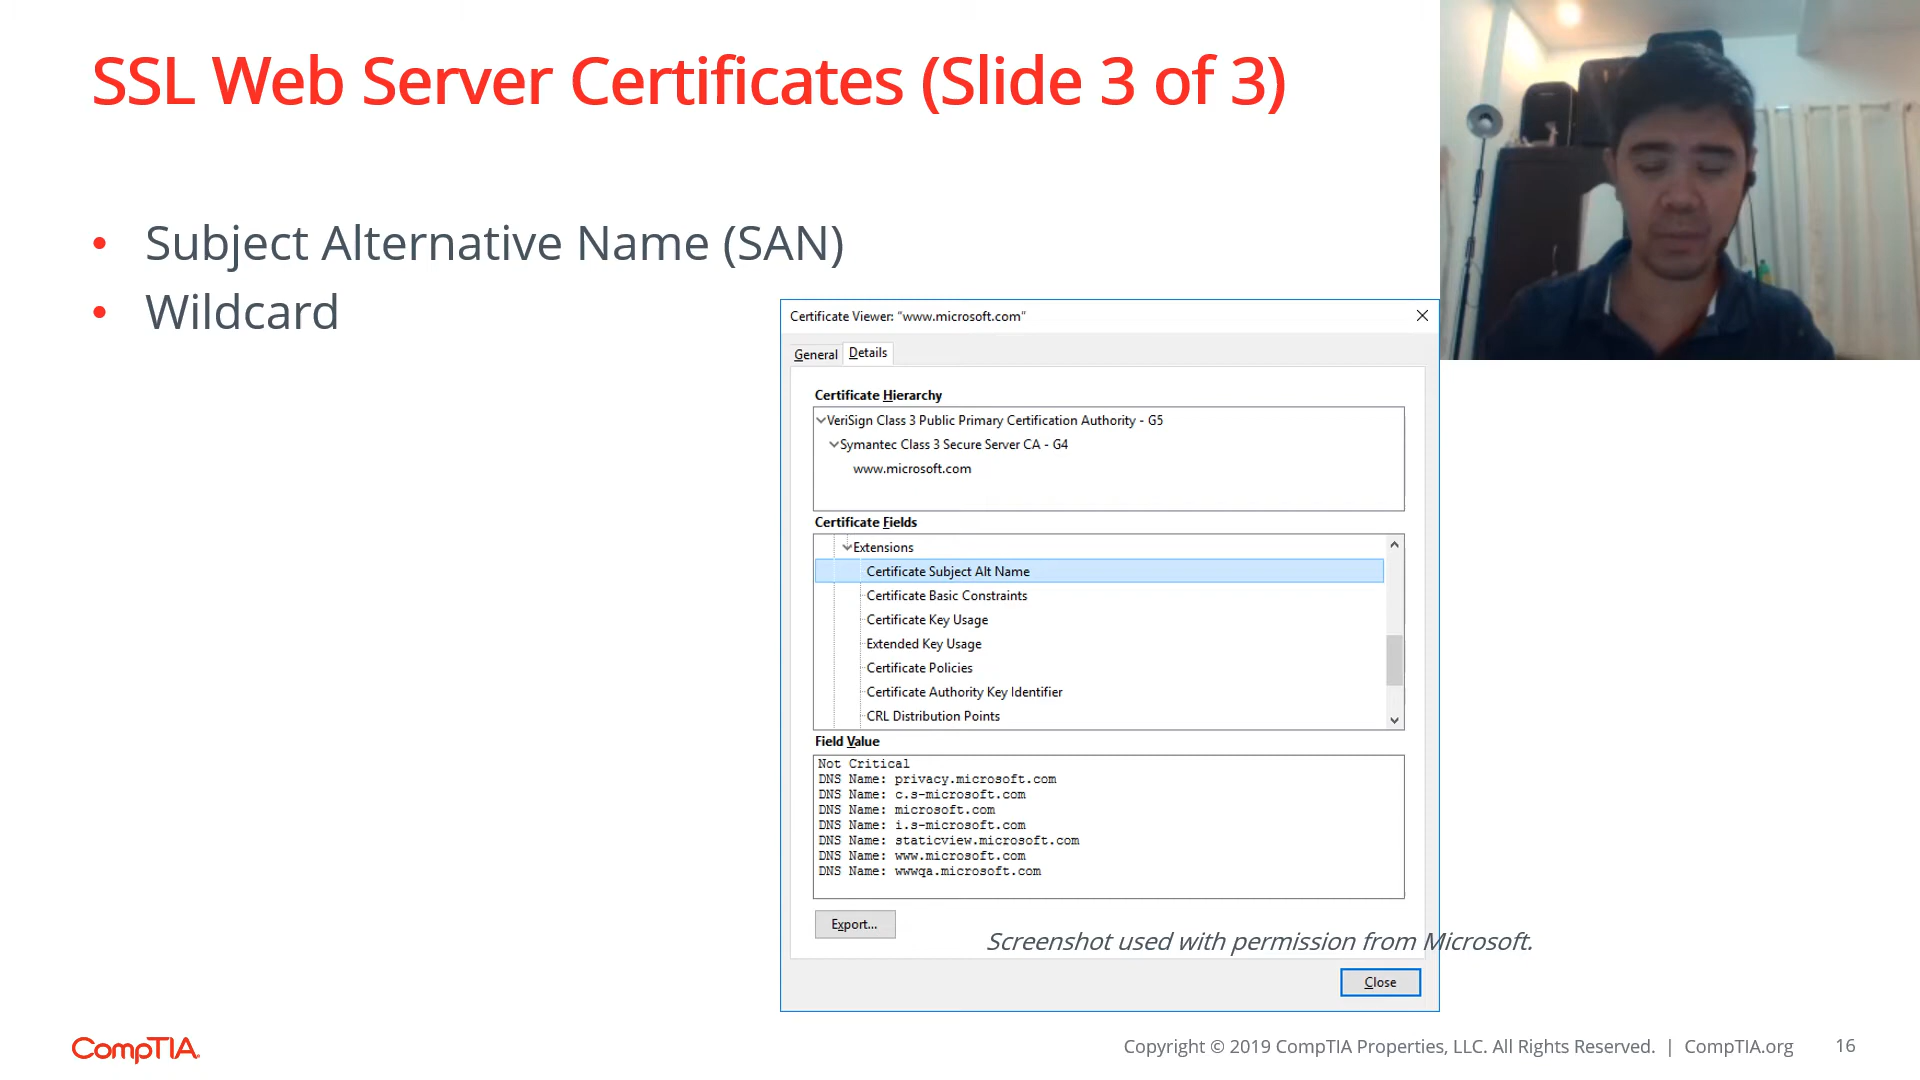 SSL Web Server Certificates (Slide 3 of 3)
• Subject Alternative Name (SAN)
• Wildcard
Certificate Viewer: "www.microsoft.com"
General Details
Certificate Hierarchy
VeriSign Class 3 Public Primary Certification Authority - G5
Symantec Class 3 Secure Server CA - G4
www.microsoft.com
Certificate Fields
Extensions
Certificate Subject Alt Name
Certificate Basic Constraints
Certificate Key Usage
Extended Key Usage
Certificate Policies
Certificate Authority Key Identifier
CRL Distribution Points
Field Value
Not Critical
DNS Name: privacy.microsoft.com
DNS Name: c.s-microsoft.com
DNS Name: microsoft.com
DNS Name: i.s-microsoft.com
DNS Name: staticview.microsoft.com
DNS Name: www.microsoft.com
DNS Name: wwwqa.microsoft.com
Export...
Screenshot used with permission from Microsoft.
Close
CompTIA.
Copyright © 2019 CompTIA Properties, LLC. All Rights Reserved. | CompTIA.org 16